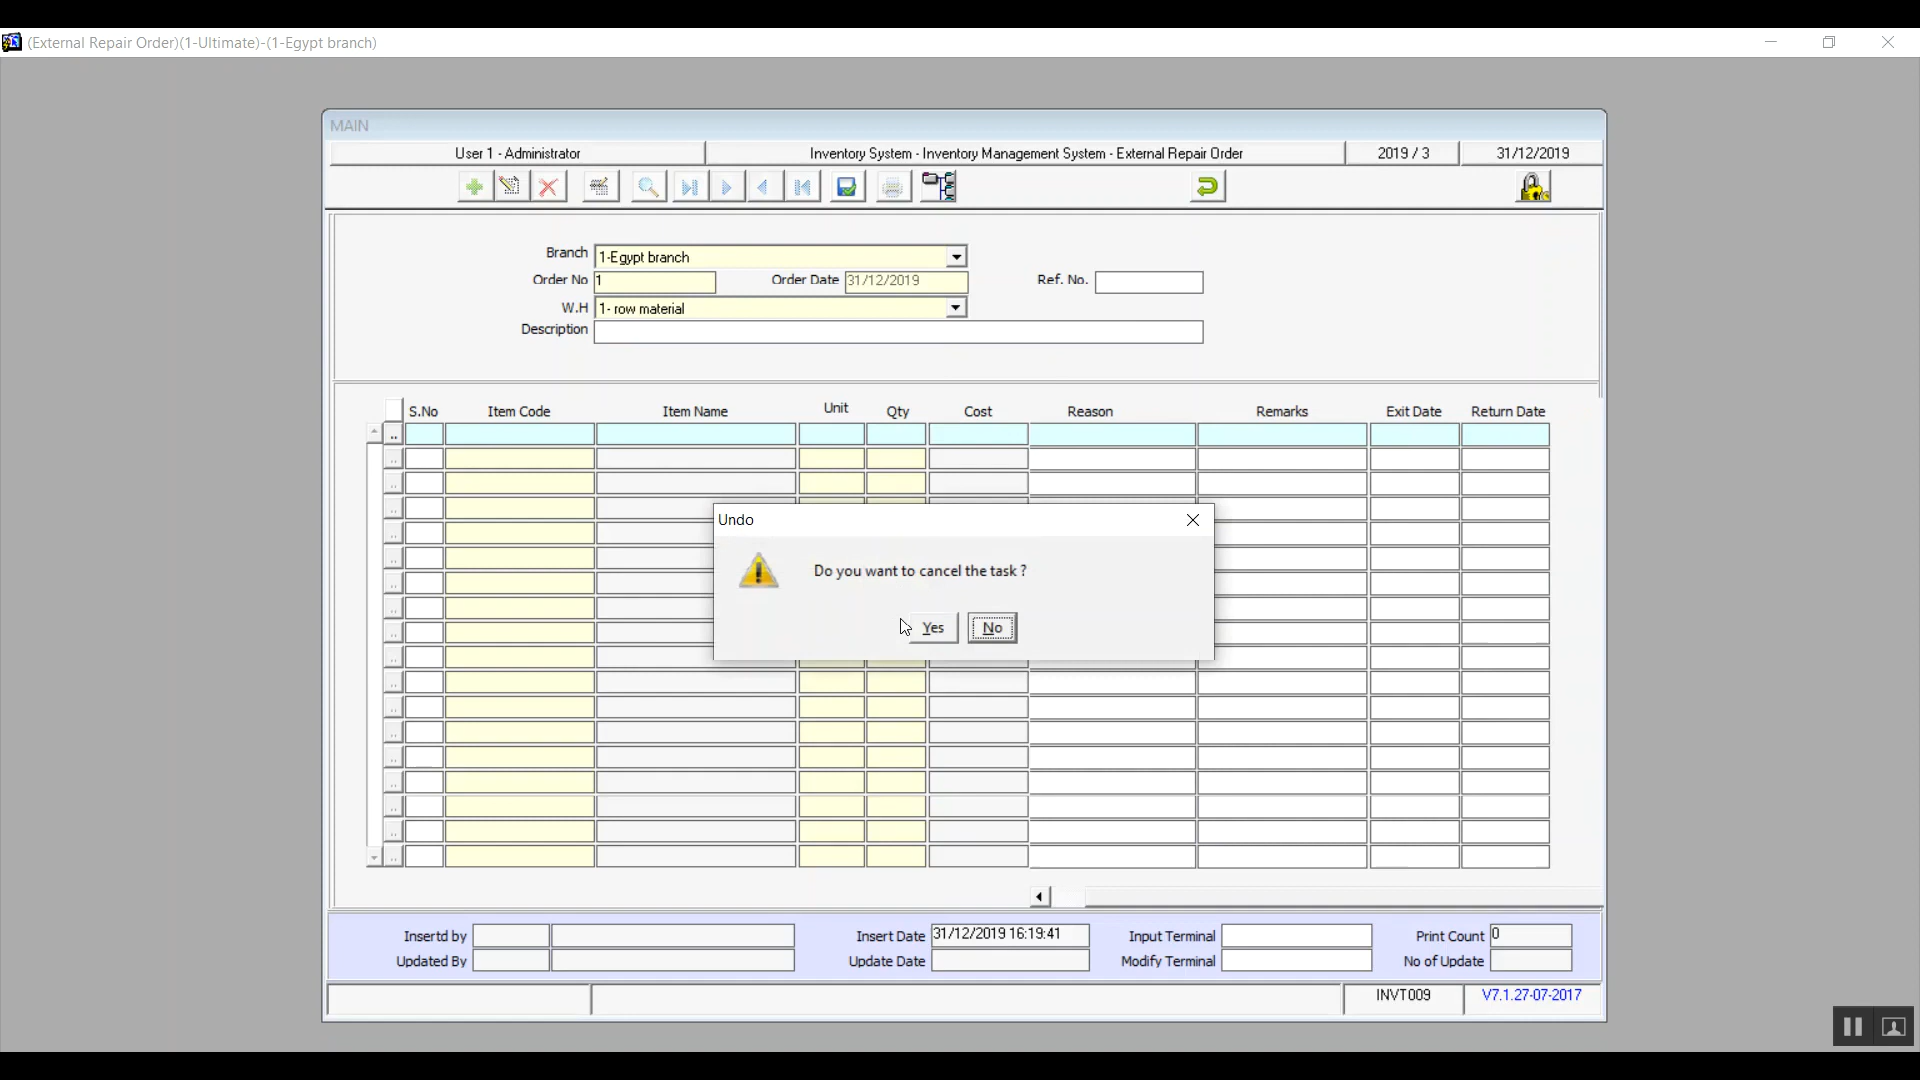 (External Repair Order)(1-Ultimate)-(1-Egypt branch)
MAIN
User 1 - Administrator
Inventory System - Inventory Management System - External Repair Order
2019 / 3
31/12/2019
Branch 1-Egypt branch
Order No 1 Order Date 31/12/2019 Ref. No.
W.H 1- row material
Description
S.No Item Code Item Name Unit Qty Cost Reason Remarks Exit Date Return Date
Undo
Do you want to cancel the task ?
Yes No
Insertd by Insert Date 31/12/2019 16:19:41 Input Terminal Print Count 0
Updated By Update Date Modify Terminal No of Update
INVT009 V7.1.27-07-2017